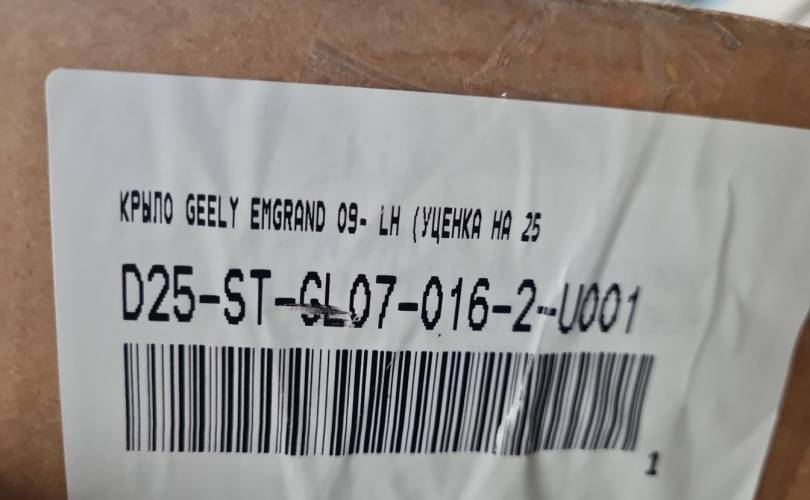 КРЫЛО GEELY EMGRAND 09- LH (УЦЕНКА НА 25
D25-ST-GL07-016-2-U001
1